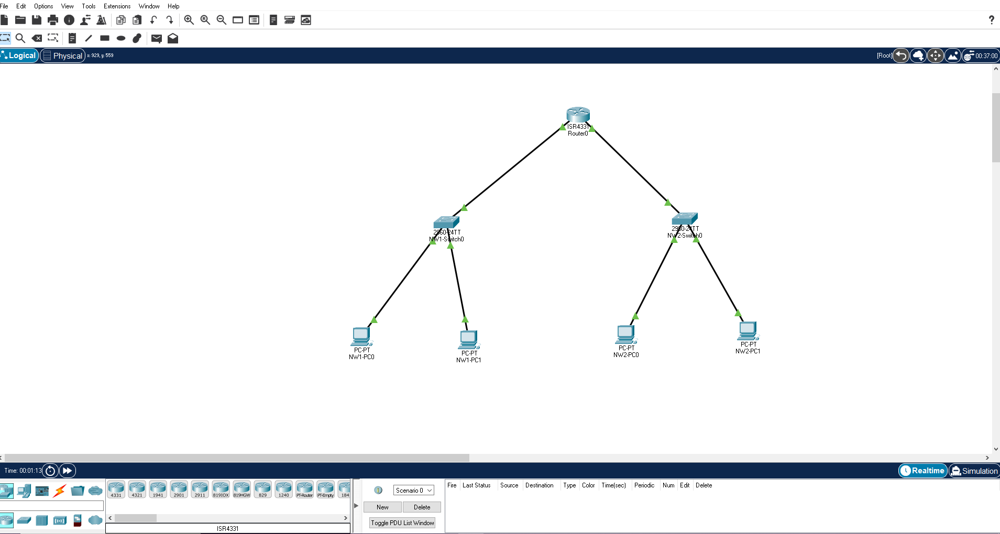 File Edit Options View Tools Extensions Window Help
?
Logical Physical x: 929, y: 559 [Root] 00:37:00
ISR4331
Router0
2960-24TT
NW1-Switch0
2960-24TT
NW2-Switch0
PC-PT
NW1-PC0
PC-PT
NW1-PC1
PC-PT
NW2-PC0
PC-PT
NW2-PC1
Time: 00:01:13 Realtime Simulation
4331 4321 1941 2901 2911 819IOX 819HGW 829 1240 PT-Router PT-Empty 184
ISR4331
Scenario 0
New Delete
Toggle PDU List Window
Fire Last Status Source Destination Type Color Time(sec) Periodic Num Edit Delete